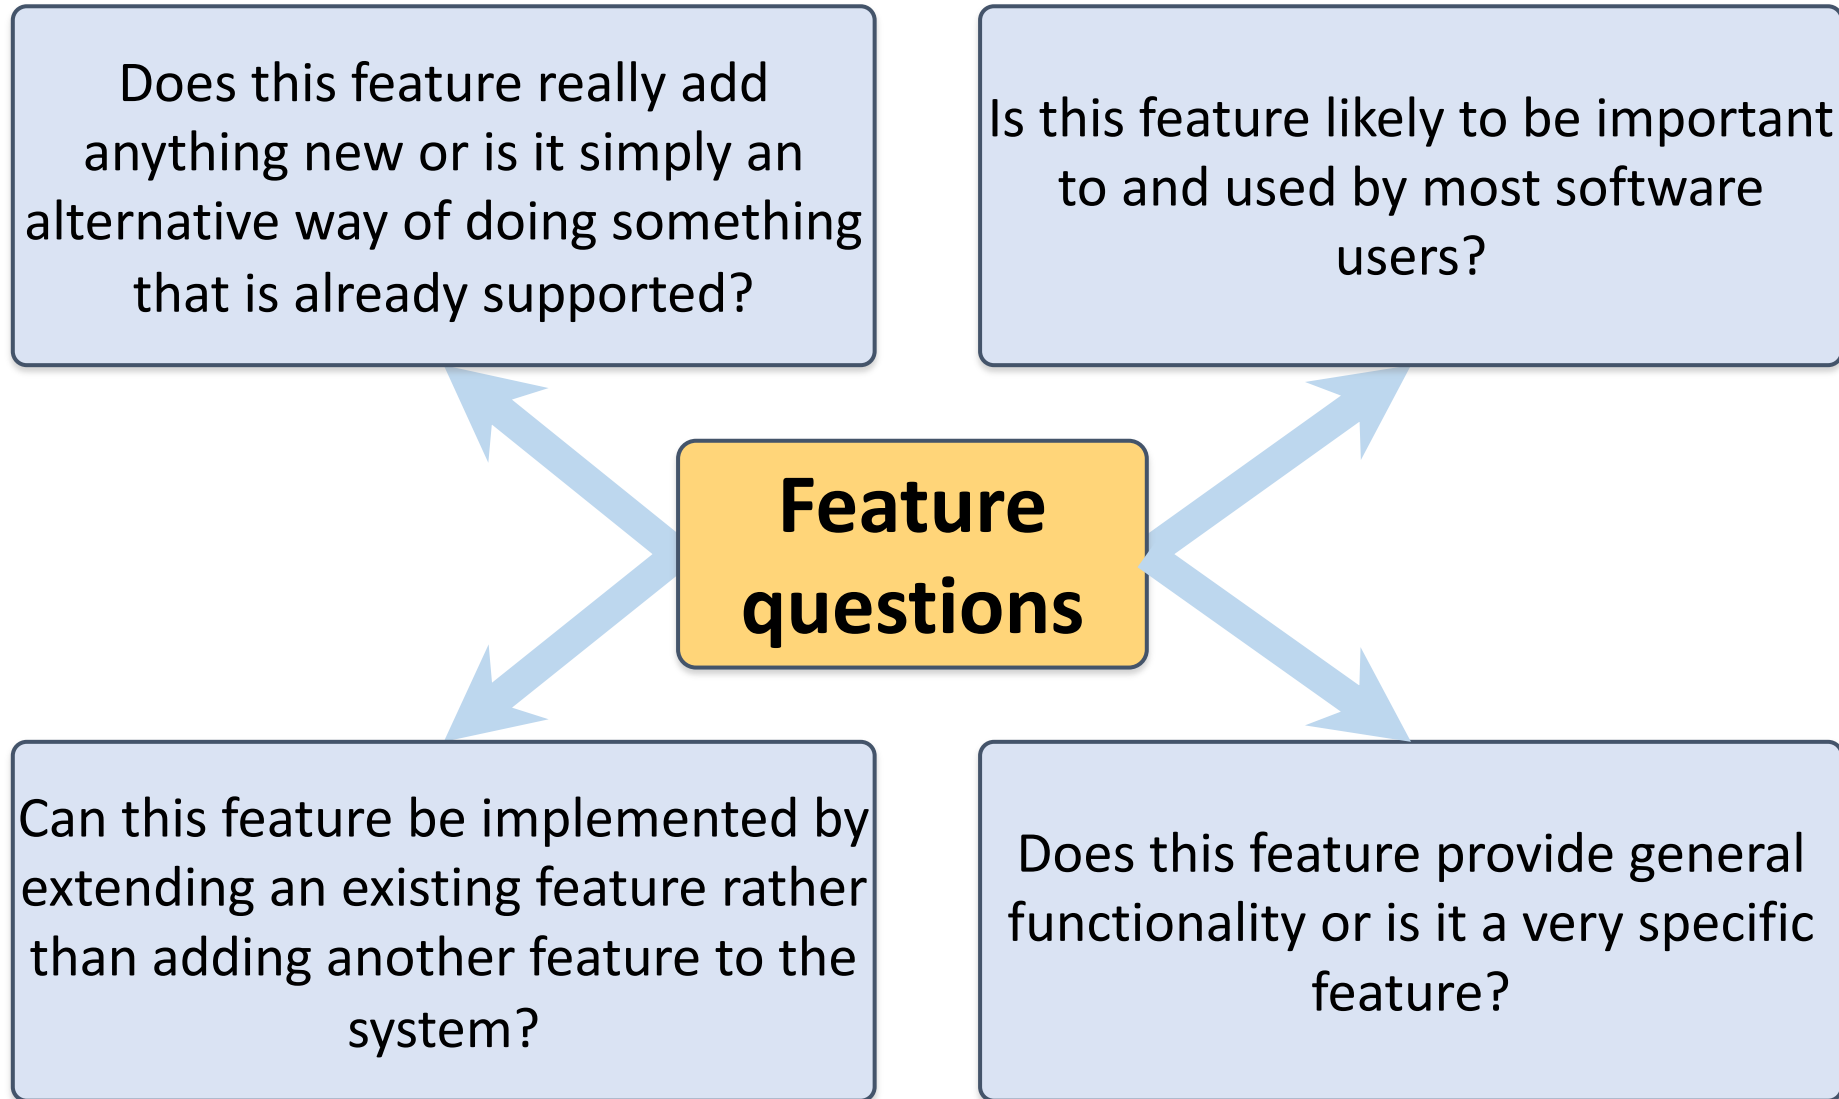 Does this feature really add
anything new or is it simply an
alternative way of doing something
that is already supported?
Is this feature likely to be important
to and used by most software
users?
Feature
questions
Can this feature be implemented by
extending an existing feature rather
than adding another feature to the
system?
Does this feature provide general
functionality or is it a very specific
feature?